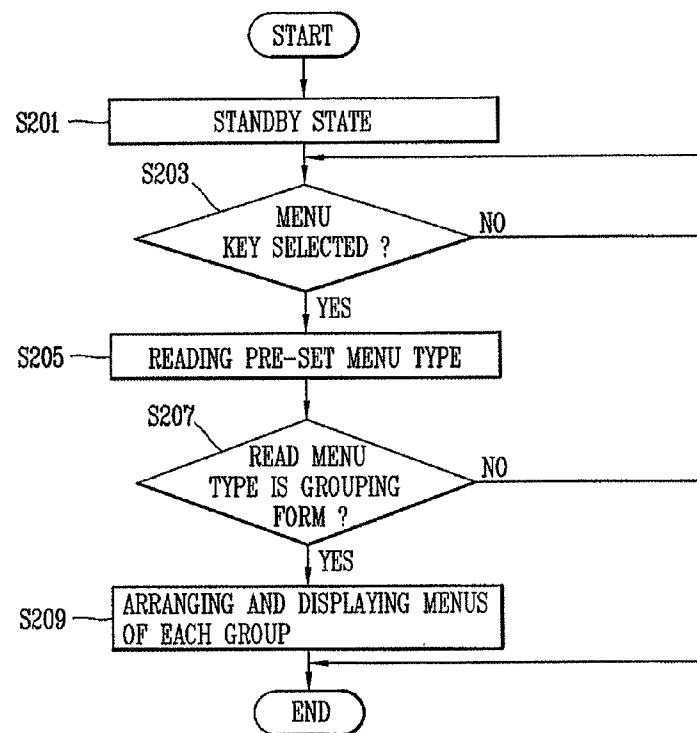 START
S201
STANDBY STATE
S203
MENU
KEY SELECTED ?
NO
YES
S205
READING PRE-SET MENU TYPE
S207
READ MENU
TYPE IS GROUPING
FORM ?
NO
YES
S209
ARRANGING AND DISPLAYING MENUS
OF EACH GROUP
END